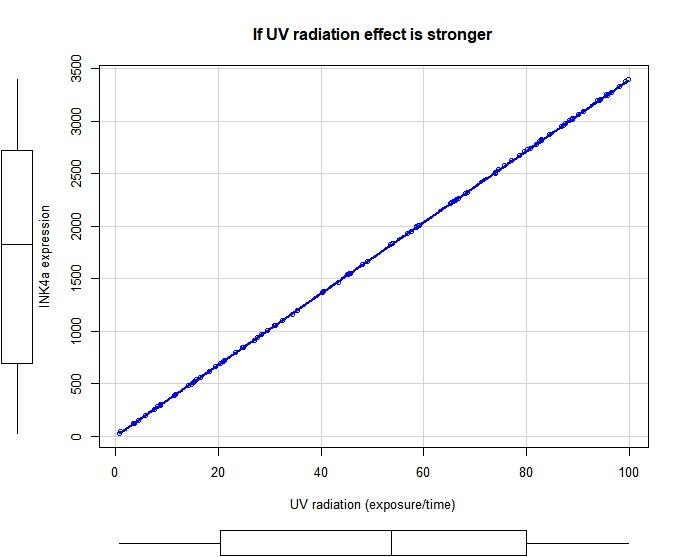 If UV radiation effect is stronger
3500
3000
2500
2000
1500
1000
500
0
INK4a expression
0 20 40 60 80 100
UV radiation (exposure/time)